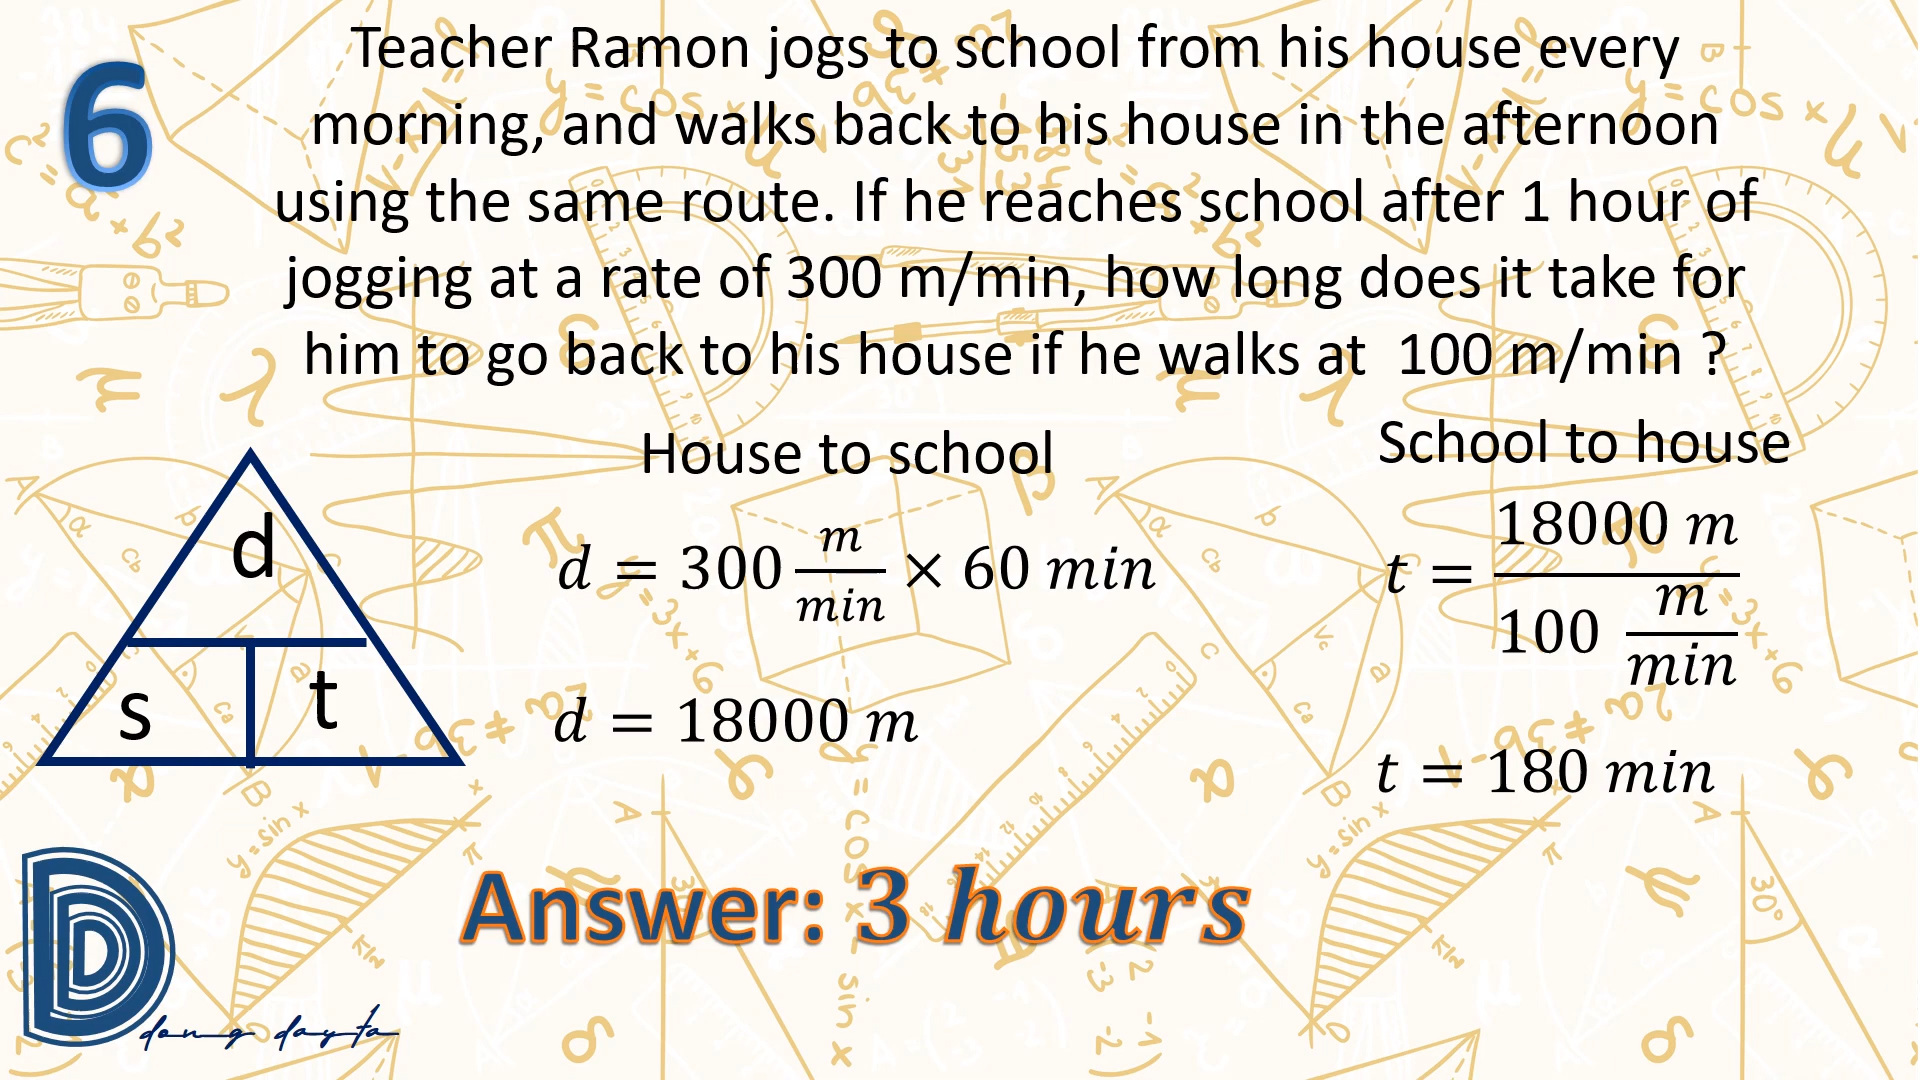 6
Teacher Ramon jogs to school from his house every
morning, and walks back to his house in the afternoon
using the same route. If he reaches school after 1 hour of
jogging at a rate of 300 m/min, how long does it take for
him to go back to his house if he walks at 100 m/min ?
d
s t
House to school
d = 300 m/min × 60 min
d = 18000 m
School to house
t = 18000 m / 100 m/min
t = 180 min
Answer: 3 hours
dong dayta